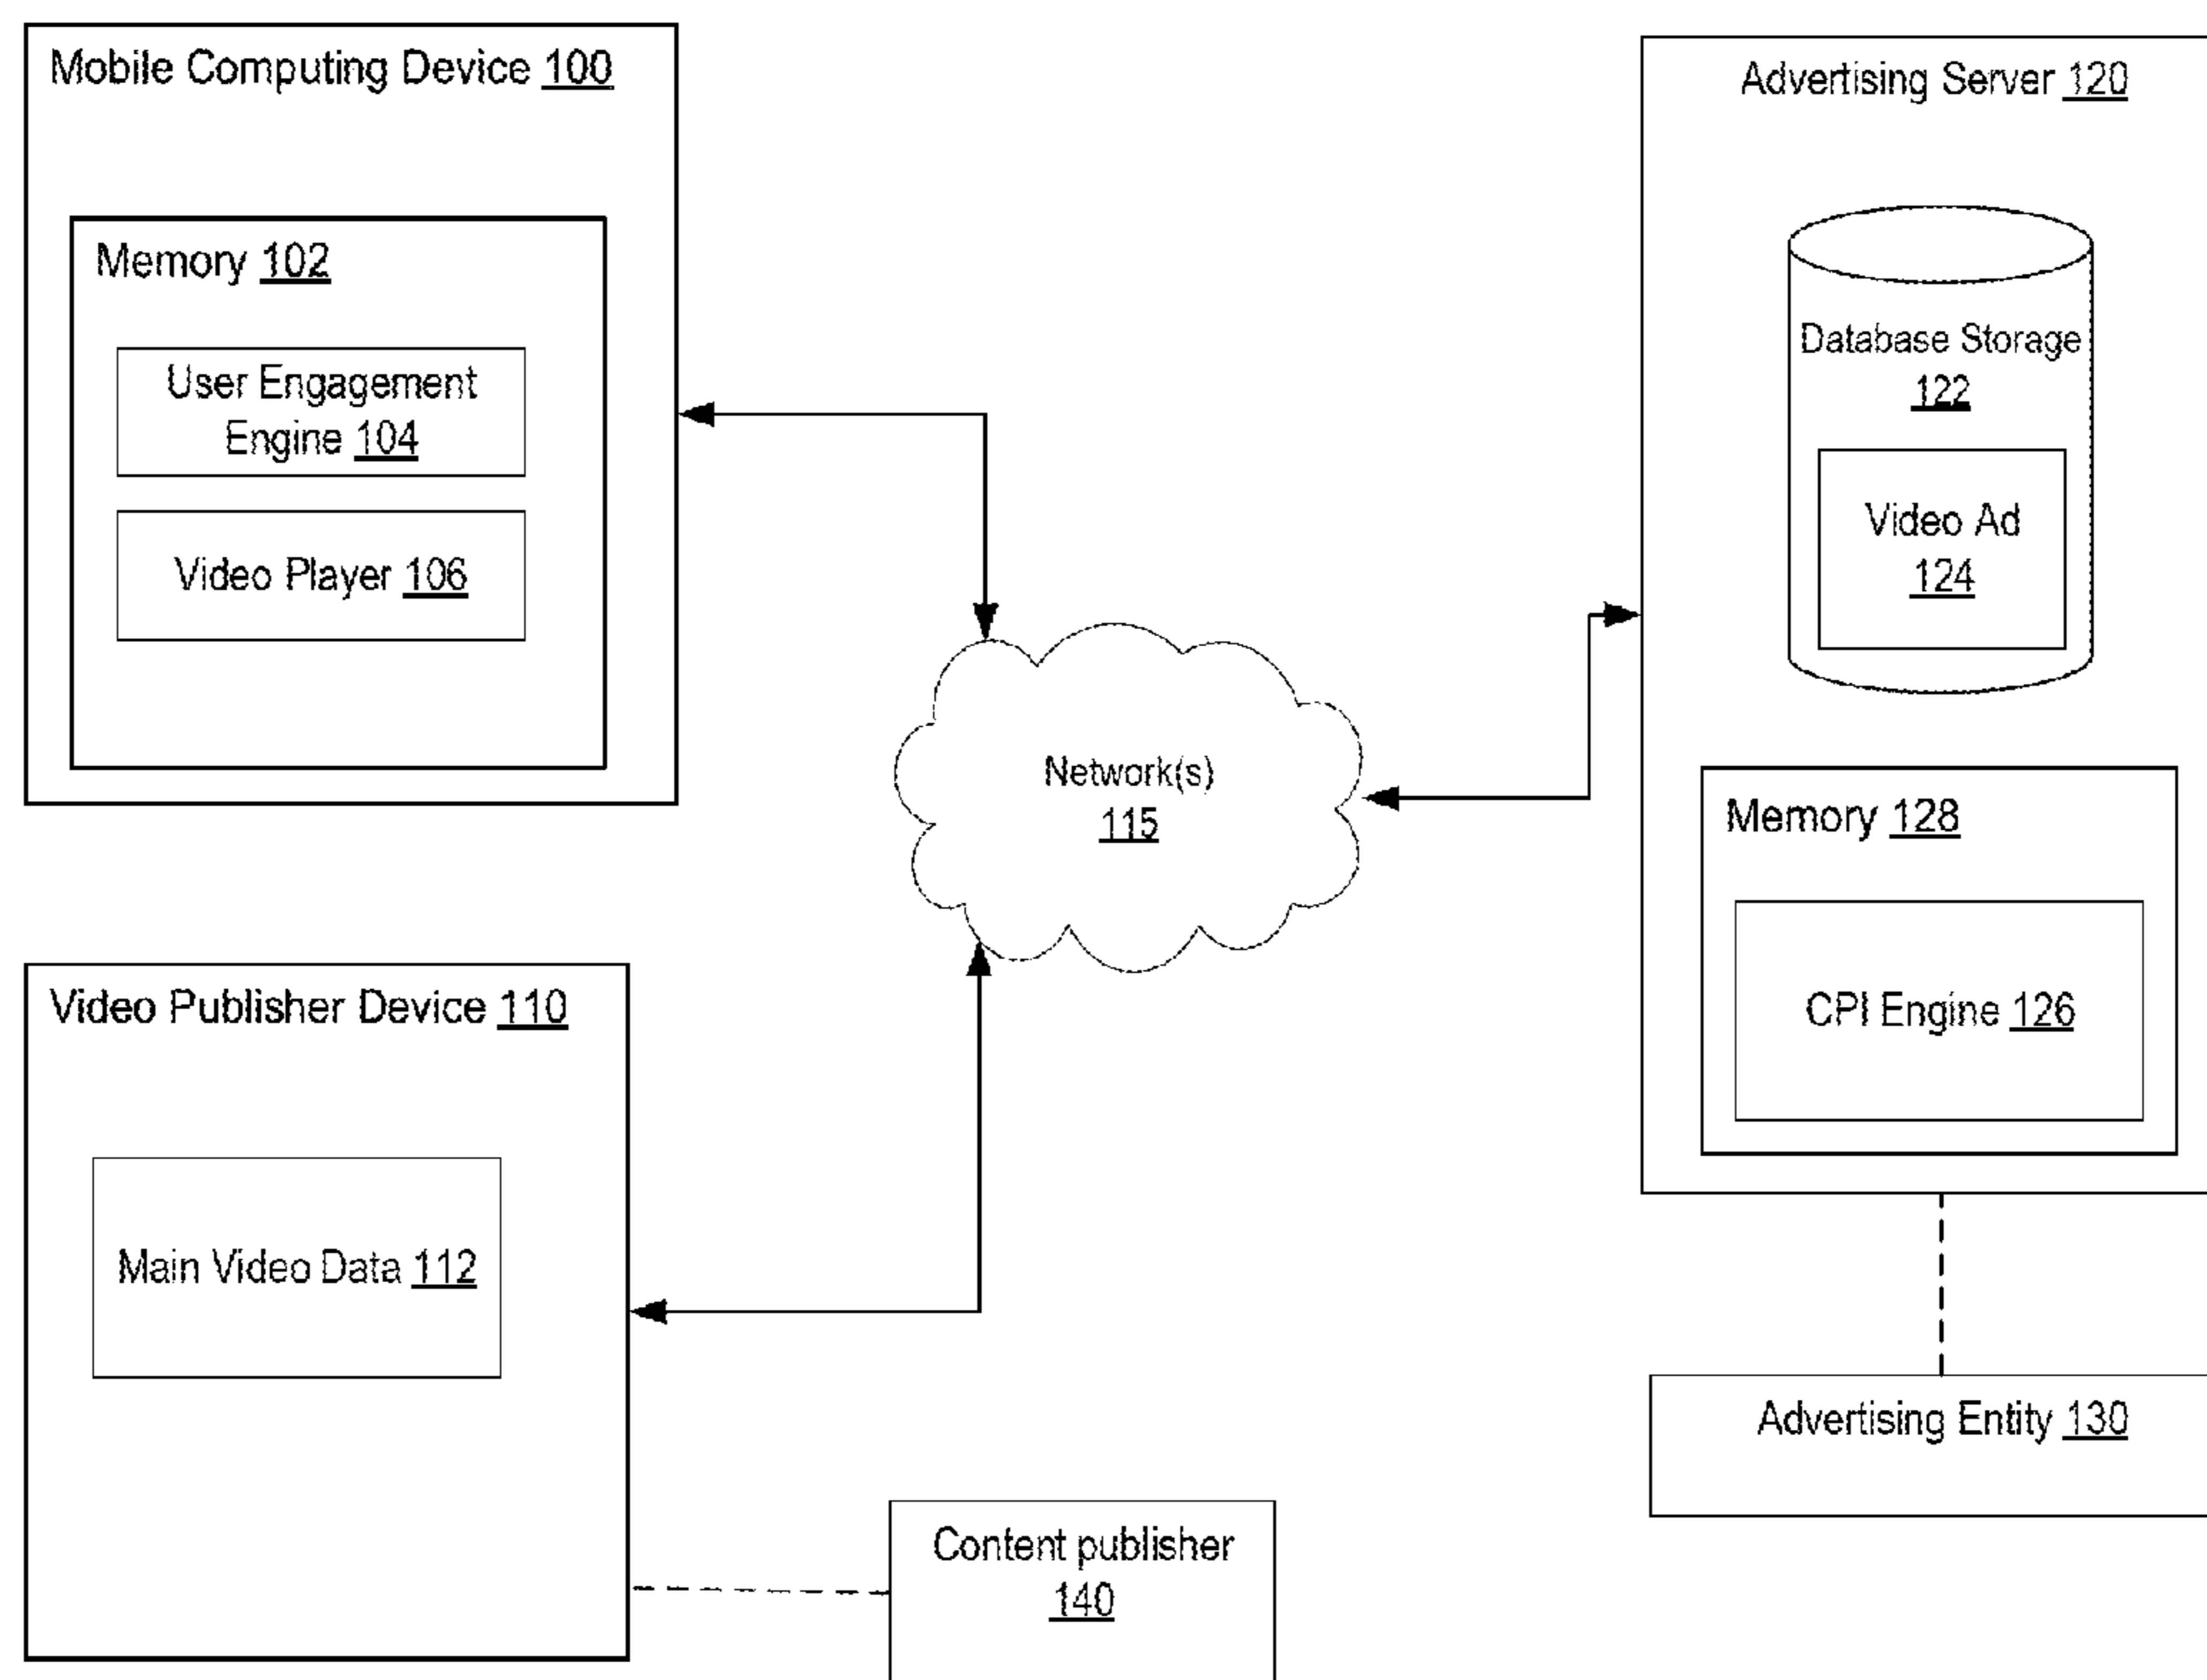 Mobile Computing Device 100
Memory 102
User Engagement
Engine 104
Video Player 106
Video Publisher Device 110
Main Video Data 112
Network(s)
115
Content publisher
140
Advertising Server 120
Database Storage
122
Video Ad
124
Memory 128
CPI Engine 126
Advertising Entity 130